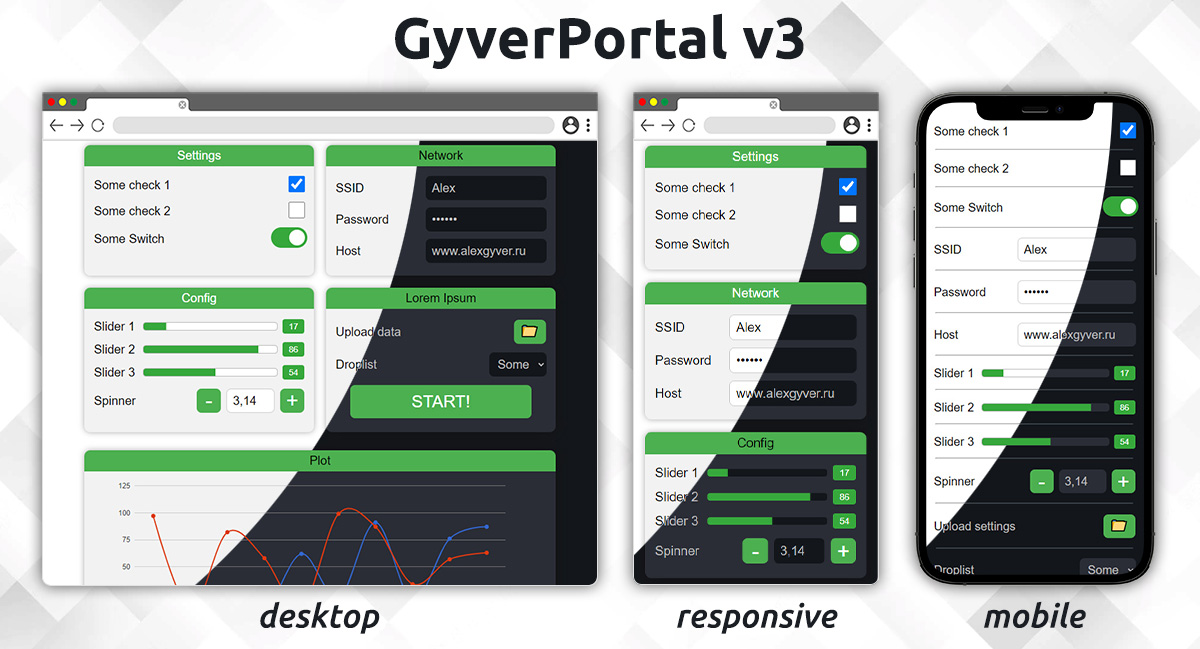 GyverPortal v3
Settings
Some check 1
Some check 2
Some Switch
Network
SSID Alex
Password ••••••
Host www.alexgyver.ru
Config
Slider 1 17
Slider 2 86
Slider 3 54
Spinner - 3,14 +
Lorem Ipsum
Upload data
Droplist Some
START!
Plot
125
100
75
50
desktop
Settings
Some check 1
Some check 2
Some Switch
Network
SSID Alex
Password ••••••
Host www.alexgyver.ru
Config
Slider 1 17
Slider 2 86
Slider 3 54
Spinner - 3,14 +
responsive
Some check 1
Some check 2
Some Switch
SSID Alex
Password ••••••
Host www.alexgyver.ru
Slider 1 17
Slider 2 86
Slider 3 54
Spinner - 3,14 +
Upload settings
Droplist Some
mobile